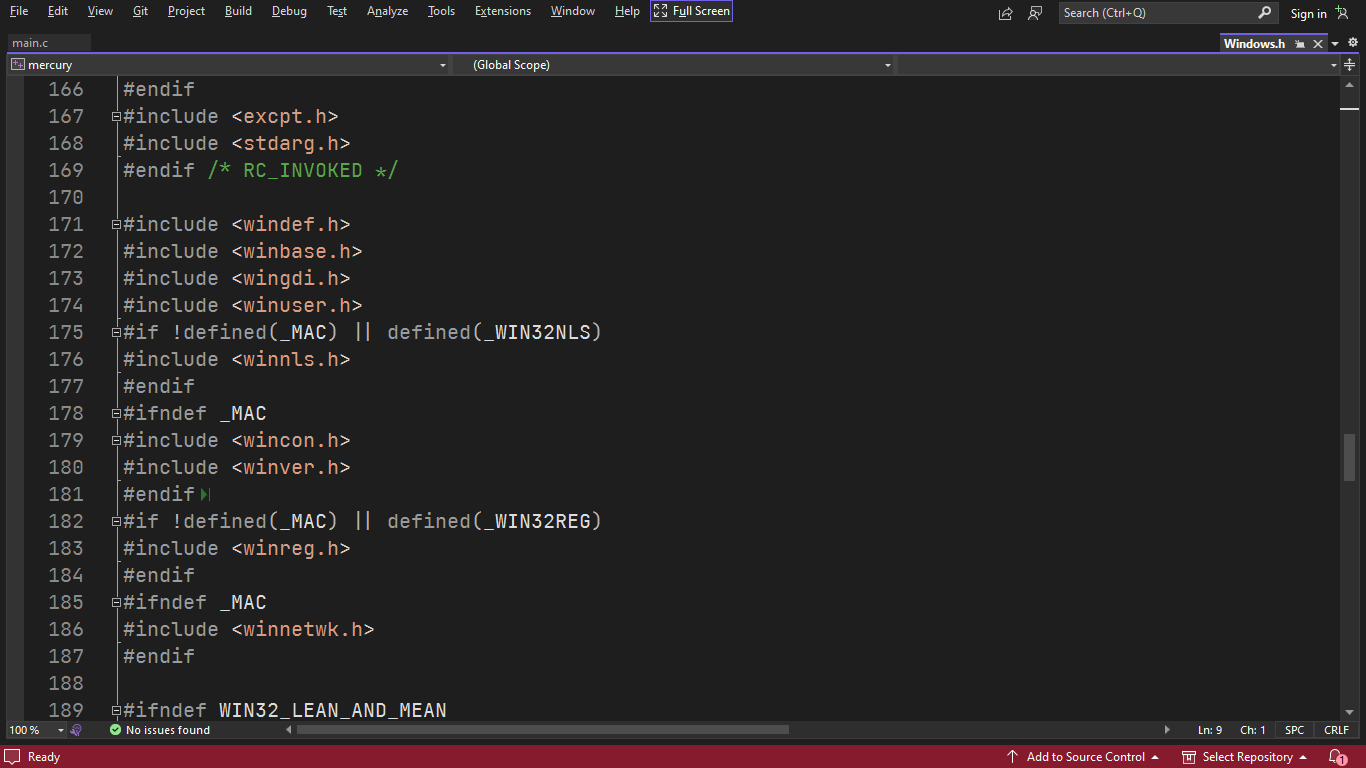 File Edit View Git Project Build Debug Test Analyze Tools Extensions Window Help Full Screen Search (Ctrl+Q) Sign in
main.c Windows.h
mercury (Global Scope)
166 #endif
167 #include <excpt.h>
168 #include <stdarg.h>
169 #endif /* RC_INVOKED */
170
171 #include <windef.h>
172 #include <winbase.h>
173 #include <wingdi.h>
174 #include <winuser.h>
175 #if !defined(_MAC) || defined(_WIN32NLS)
176 #include <winnls.h>
177 #endif
178 #ifndef _MAC
179 #include <wincon.h>
180 #include <winver.h>
181 #endif
182 #if !defined(_MAC) || defined(_WIN32REG)
183 #include <winreg.h>
184 #endif
185 #ifndef _MAC
186 #include <winnetwk.h>
187 #endif
188
189 #ifndef WIN32_LEAN_AND_MEAN
100 % No issues found Ln: 9 Ch: 1 SPC CRLF
Ready Add to Source Control Select Repository 1